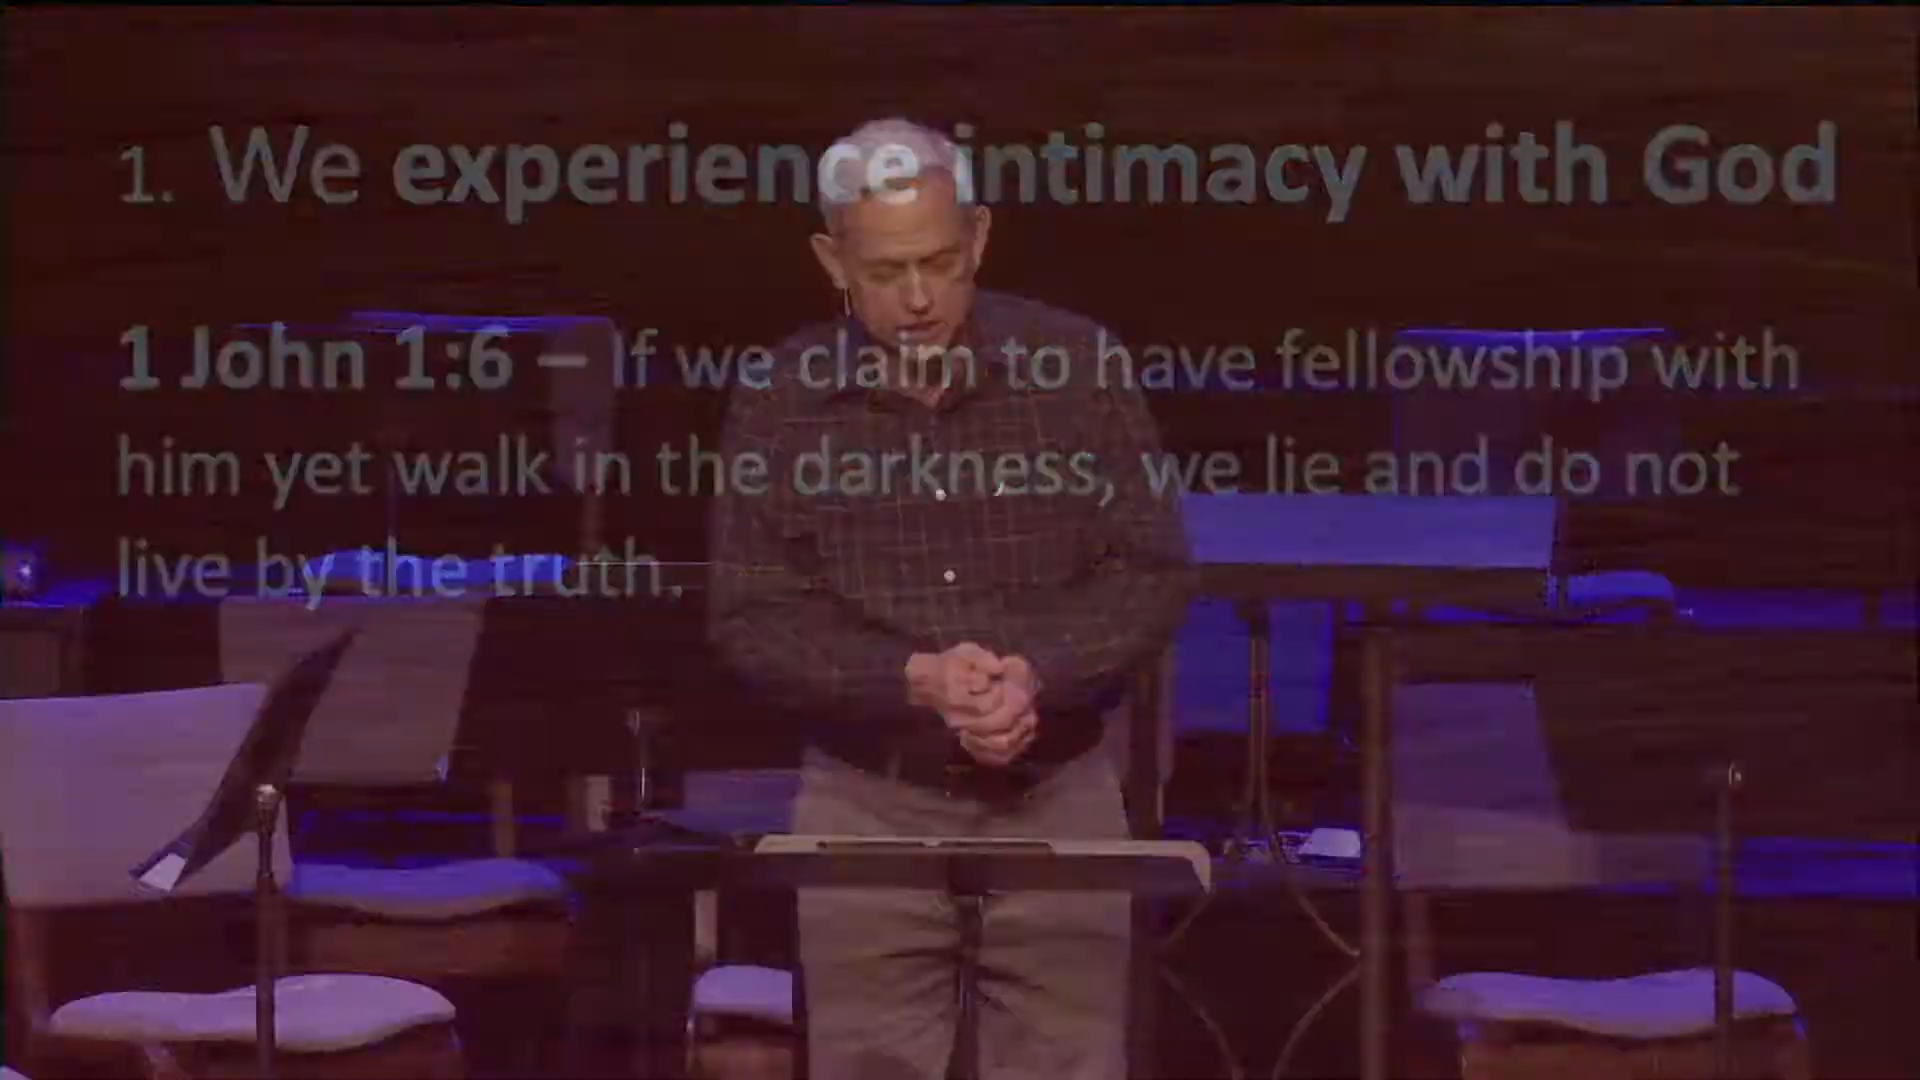 1. We experience intimacy with God
1 John 1:6 – If we claim to have fellowship with
him yet walk in the darkness, we lie and do not
live by the truth.